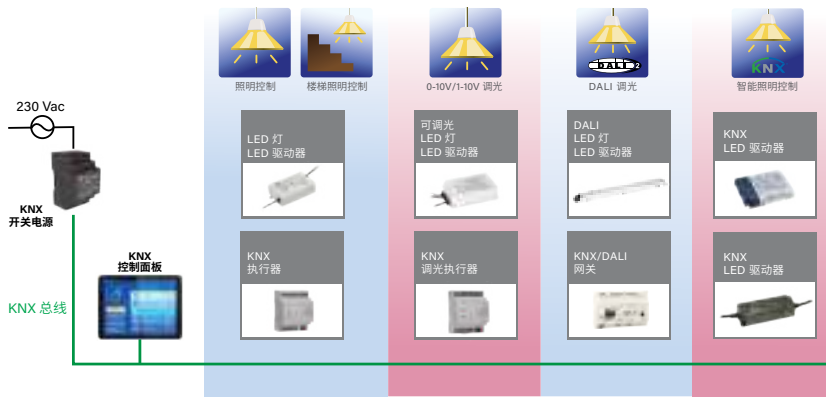 DALI 2
KNX
照明控制
楼梯照明控制
0-10V/1-10V 调光
DALI 调光
智能照明控制
230 Vac
LED 灯
LED 驱动器
可调光
LED 灯
LED 驱动器
DALI
LED 灯
LED 驱动器
KNX
LED 驱动器
KNX
开关电源
KNX
控制面板
KNX
执行器
KNX
调光执行器
KNX/DALI
网关
KNX
LED 驱动器
KNX 总线